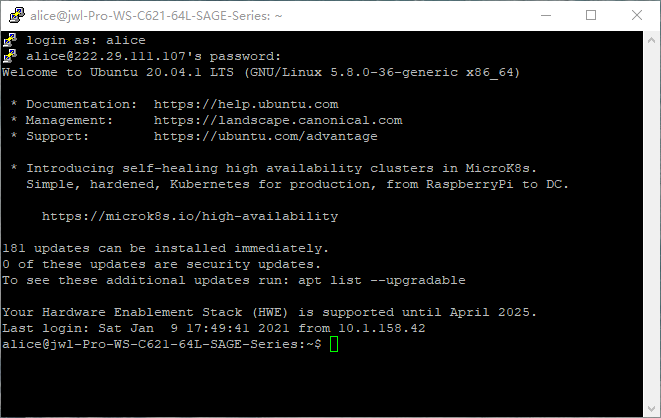 alice@jwl-Pro-WS-C621-64L-SAGE-Series: ~
login as: alice
alice@222.29.111.107's password:
Welcome to Ubuntu 20.04.1 LTS (GNU/Linux 5.8.0-36-generic x86_64)
* Documentation:  https://help.ubuntu.com
* Management:     https://landscape.canonical.com
* Support:        https://ubuntu.com/advantage
* Introducing self-healing high availability clusters in MicroK8s.
Simple, hardened, Kubernetes for production, from RaspberryPi to DC.
https://microk8s.io/high-availability
181 updates can be installed immediately.
0 of these updates are security updates.
To see these additional updates run: apt list --upgradable
Your Hardware Enablement Stack (HWE) is supported until April 2025.
Last login: Sat Jan  9 17:49:41 2021 from 10.1.158.42
alice@jwl-Pro-WS-C621-64L-SAGE-Series:~$